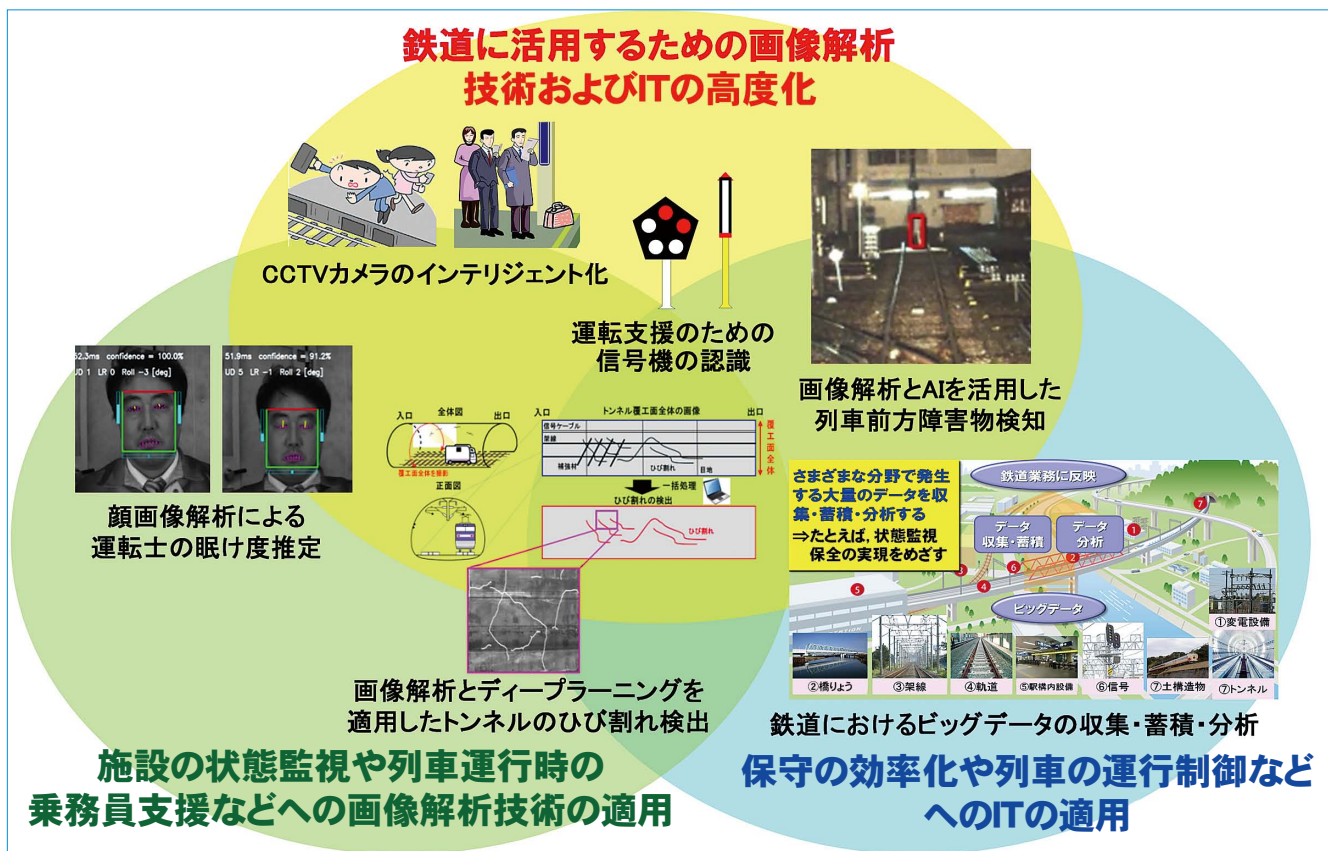 鉄道に活用するための画像解析
技術およびITの高度化
CCTVカメラのインテリジェント化
運転支援のための
信号機の認識
画像解析とAIを活用した
列車前方障害物検知
52.3ms confidence = 100.0%
UD 1 LR 0 Roll -3 [deg]
51.9ms confidence = 91.2%
UD 5 LR -1 Roll 2 [deg]
顔画像解析による
運転士の眠け度推定
入口
全体図
出口
覆工面全体を撮影
正面図
入口
トンネル覆工面全体の画像
出口
信号ケーブル
架線
補強材
ひび割れ
目地
覆工面全体
一括処理
ひび割れの検出
ひび割れ
画像解析とディープラーニングを
適用したトンネルのひび割れ検出
さまざまな分野で発生
する大量のデータを収
集・蓄積・分析する
⇒たとえば,状態監視
保全の実現をめざす
鉄道業務に反映
データ
収集・蓄積
データ
分析
ビッグデータ
⑦
①
②
③
⑥
④
⑤
①変電設備
②橋りょう
③架線
④軌道
⑤駅構内設備
⑥信号
⑦土構造物
⑦トンネル
鉄道におけるビッグデータの収集・蓄積・分析
施設の状態監視や列車運行時の
乗務員支援などへの画像解析技術の適用
保守の効率化や列車の運行制御など
へのITの適用